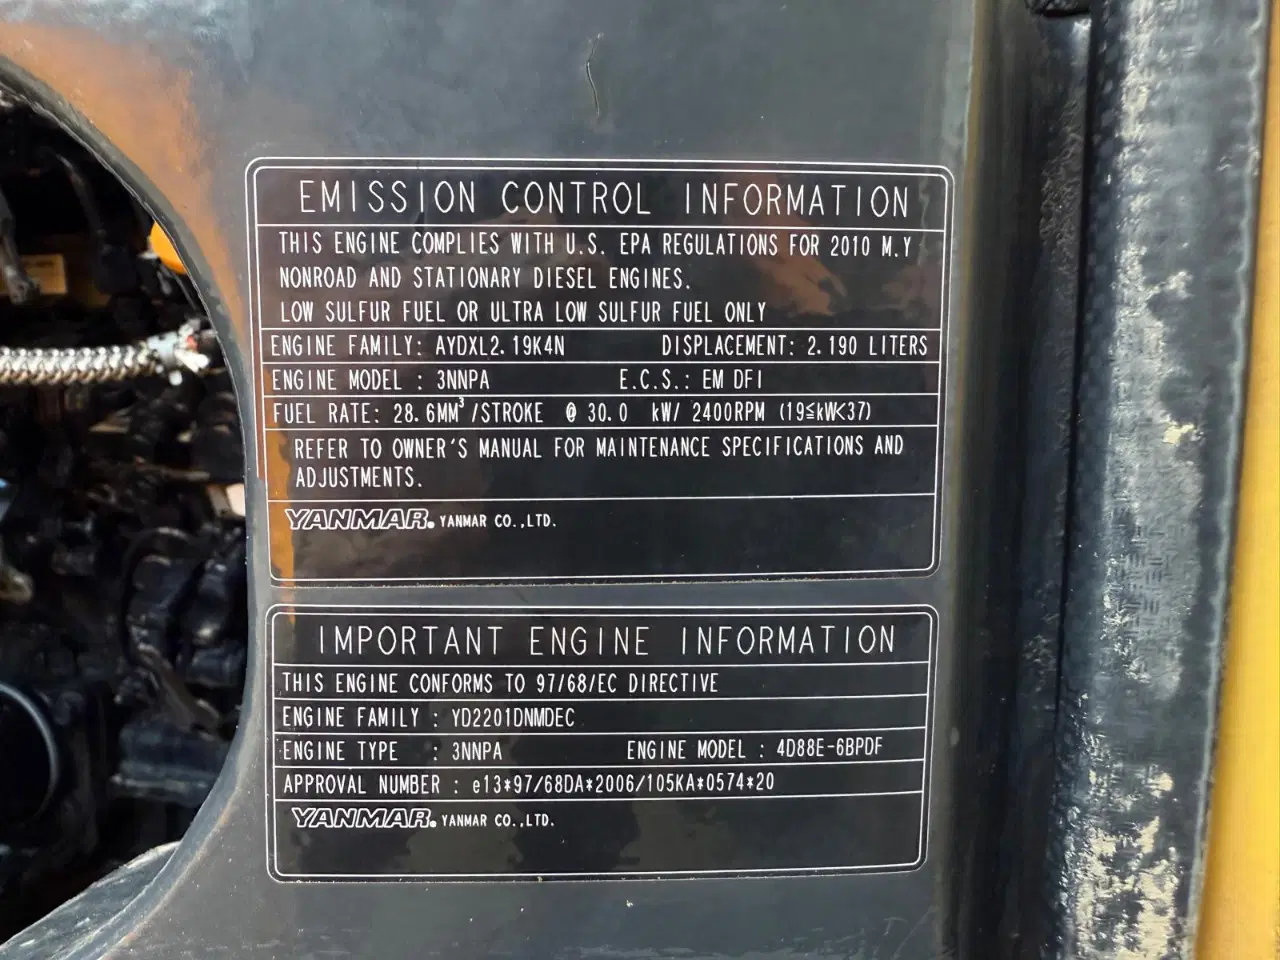 EMISSION CONTROL INFORMATION
THIS ENGINE COMPLIES WITH U.S. EPA REGULATIONS FOR 2010 M.Y
NONROAD AND STATIONARY DIESEL ENGINES.
LOW SULFUR FUEL OR ULTRA LOW SULFUR FUEL ONLY
ENGINE FAMILY: AYDXL2.19K4N DISPLACEMENT: 2.190 LITERS
ENGINE MODEL : 3NNPA E.C.S.: EM DFI
FUEL RATE: 28.6MM³/STROKE @ 30.0 kW/ 2400RPM (19≤kW<37)
REFER TO OWNER'S MANUAL FOR MAINTENANCE SPECIFICATIONS AND
ADJUSTMENTS.
YANMAR. YANMAR CO.,LTD.
IMPORTANT ENGINE INFORMATION
THIS ENGINE CONFORMS TO 97/68/EC DIRECTIVE
ENGINE FAMILY : YD2201DNMDEC
ENGINE TYPE : 3NNPA ENGINE MODEL : 4D88E-6BPDF
APPROVAL NUMBER : e13*97/68DA*2006/105KA*0574*20
YANMAR. YANMAR CO.,LTD.